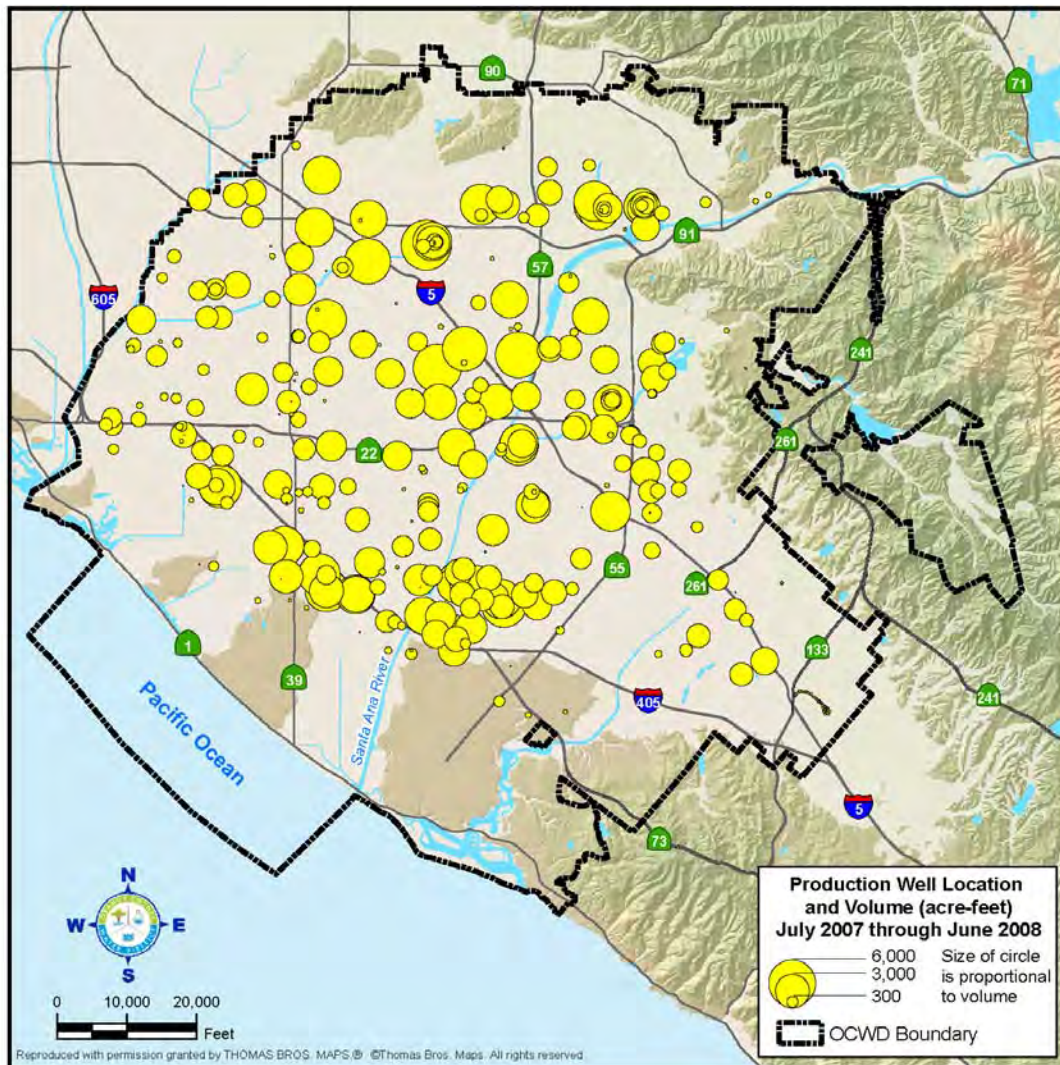 90
71
91
57
5
605
241
261
22
55
261
1
133
39
405
241
Pacific Ocean
Santa Ana River
5
73
N
W E
S
0 10,000 20,000
Feet
Production Well Location
and Volume (acre-feet)
July 2007 through June 2008
6,000 Size of circle
3,000 is proportional
300 to volume
OCWD Boundary
Reproduced with permission granted by THOMAS BROS. MAPS.® ©Thomas Bros. Maps. All rights reserved